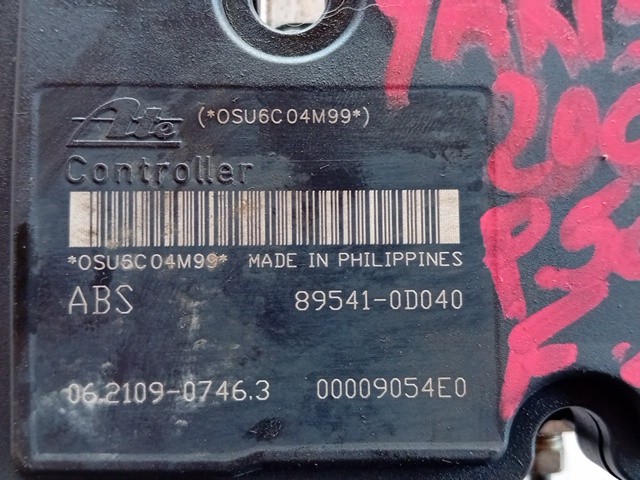 Ate (*OSU6C04M99*)
Controller
*OSU6C04M99* MADE IN PHILIPPINES
ABS 89541-0D040
06.2109-0746.3 00009054E0